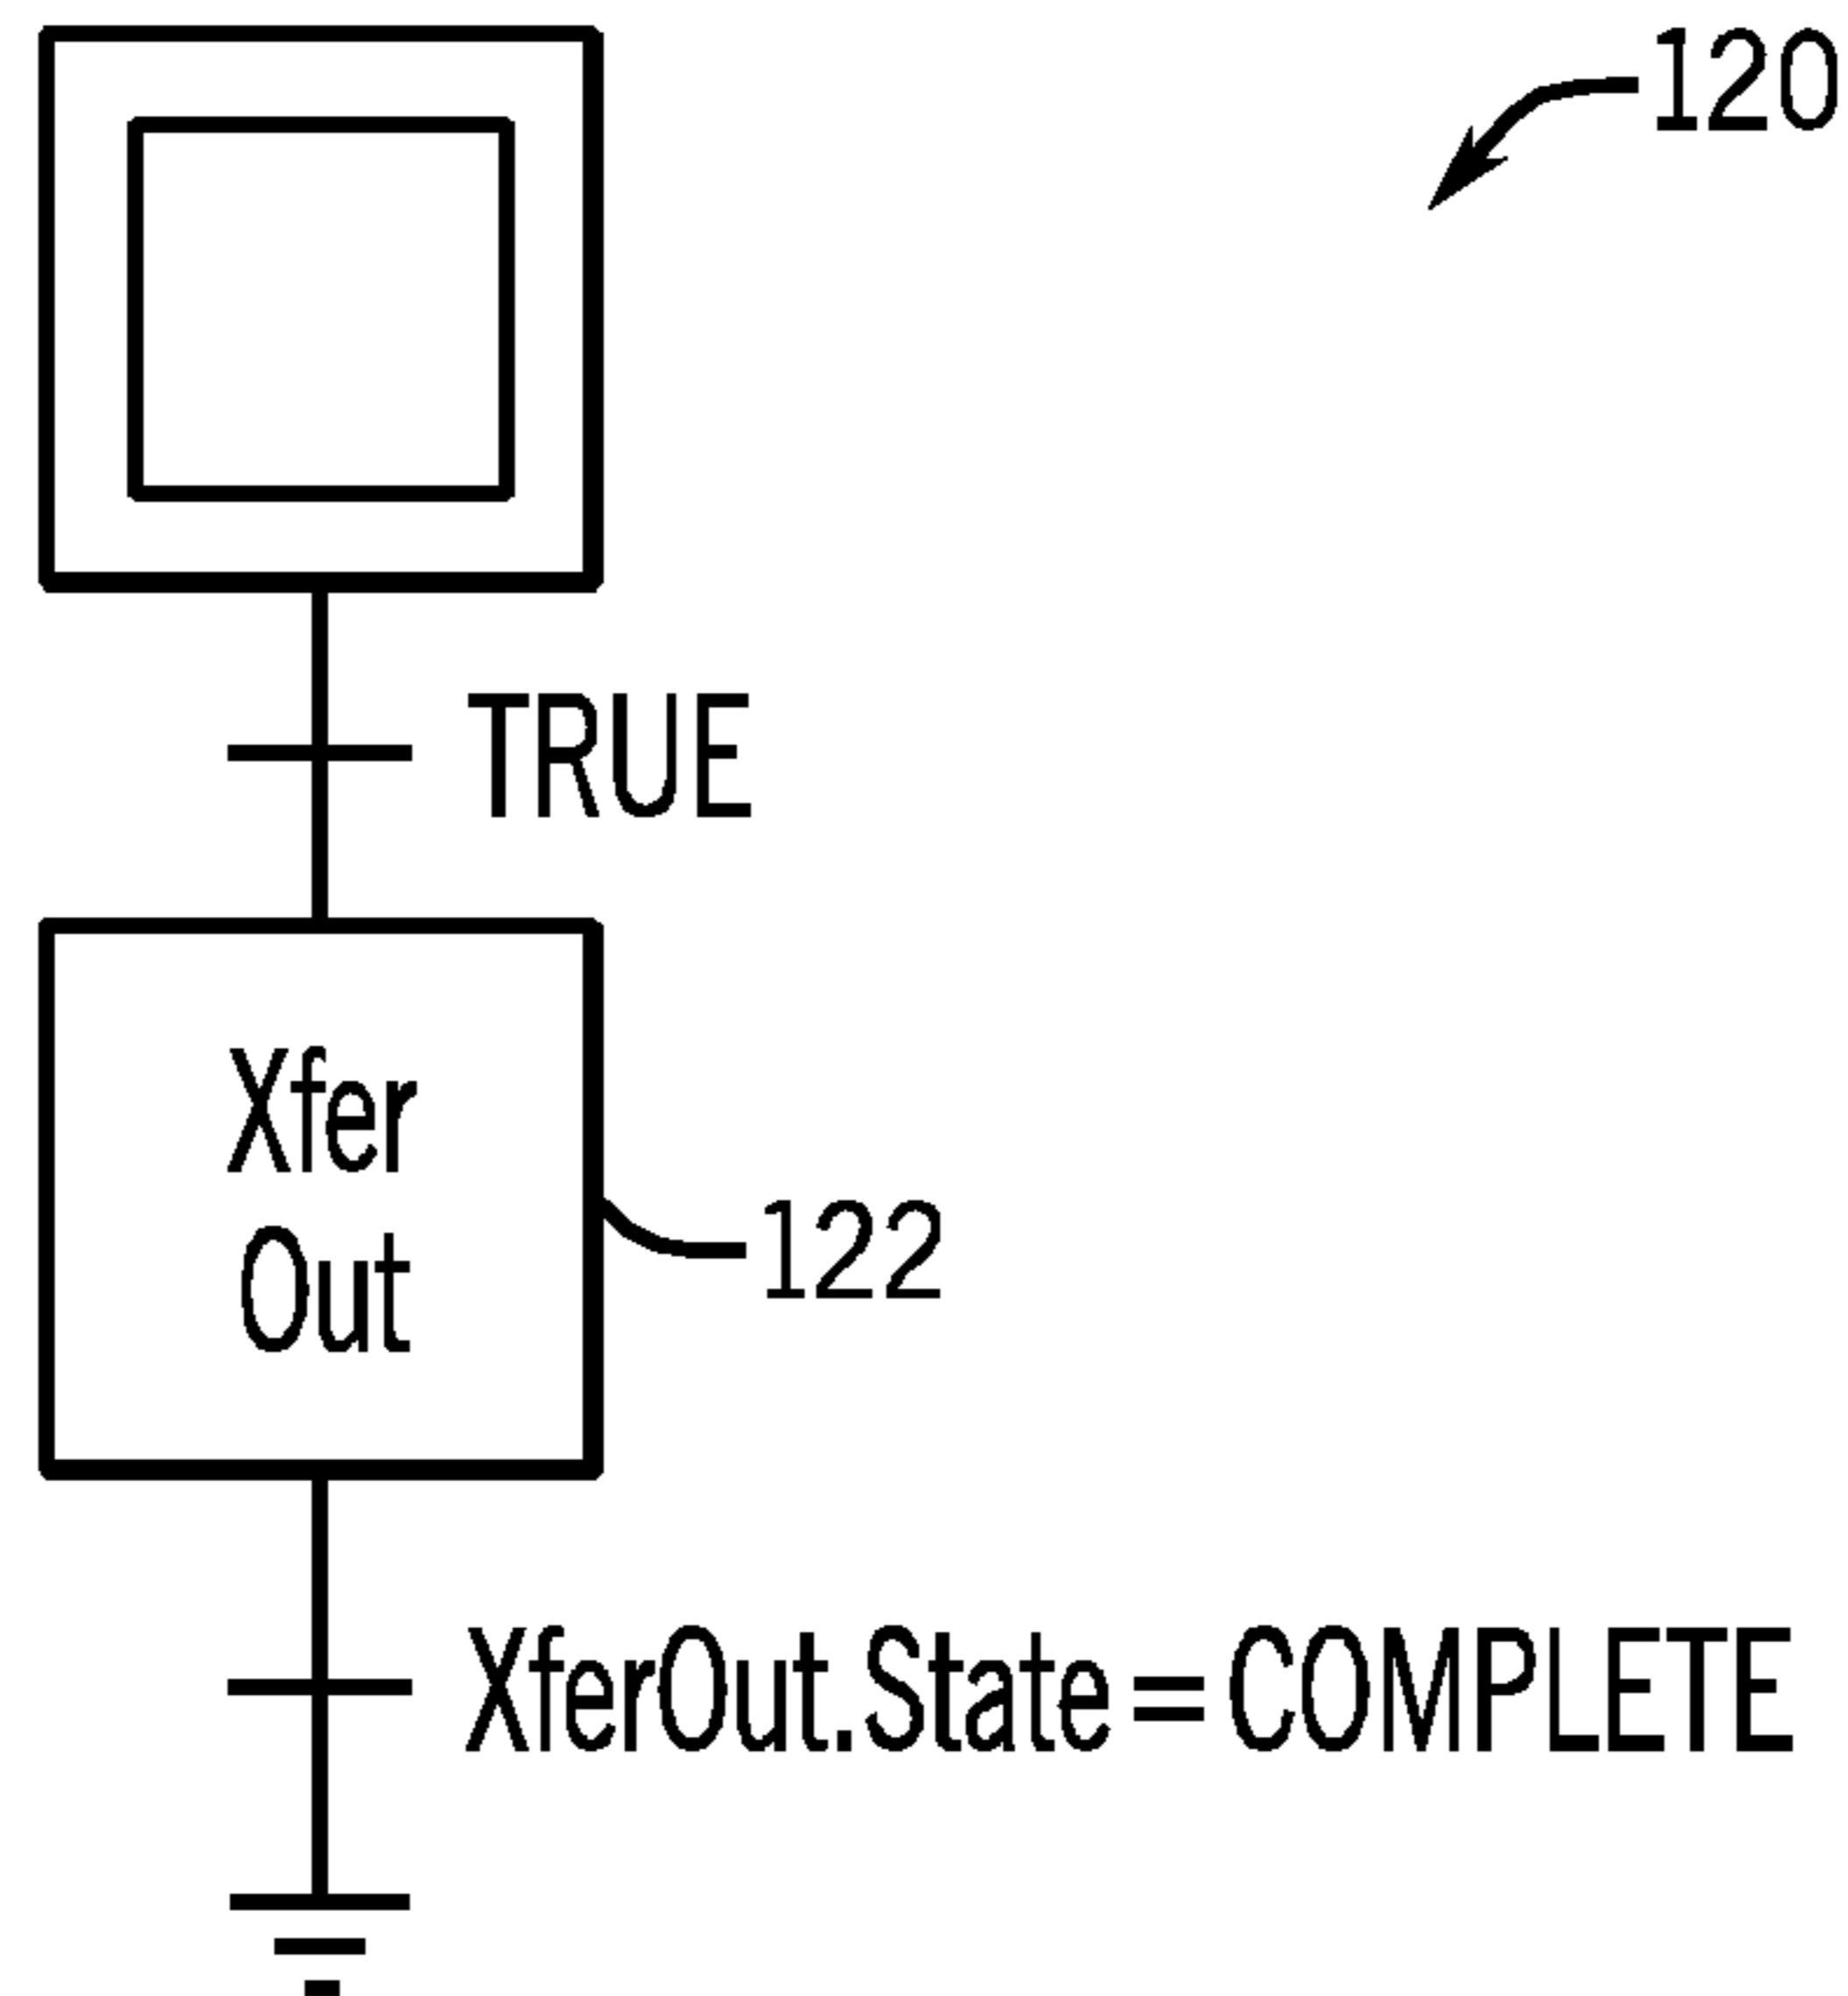 120
TRUE
Xfer
Out
122
XferOut.State = COMPLETE